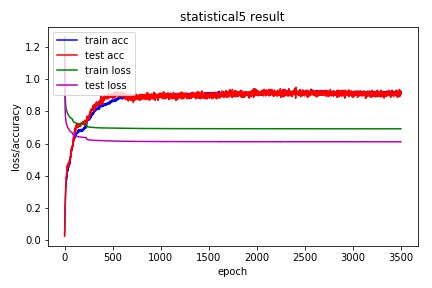 statistical5 result
train acc
test acc
train loss
test loss
loss/accuracy
1.2
1.0
0.8
0.6
0.4
0.2
0.0
0 500 1000 1500 2000 2500 3000 3500
epoch